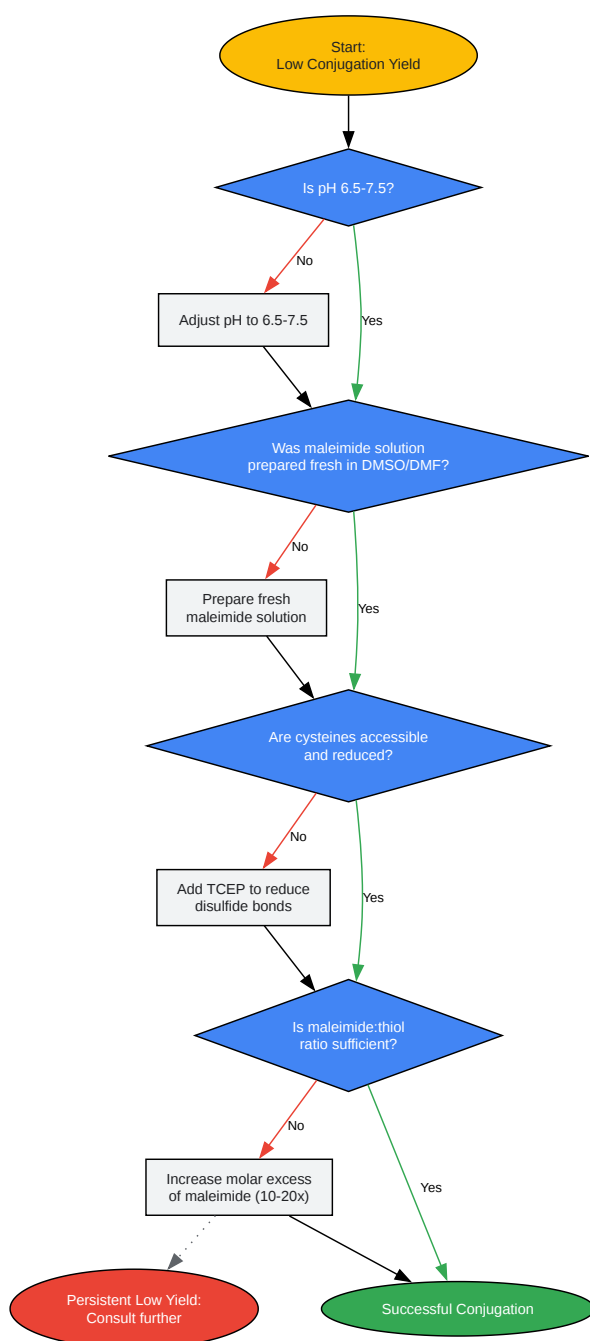 Start:
Low Conjugation Yield
Is pH 6.5-7.5?
No
Adjust pH to 6.5-7.5
Yes
Was maleimide solution
prepared fresh in DMSO/DMF?
No
Prepare fresh
maleimide solution
Yes
Are cysteines accessible
and reduced?
No
Add TCEP to reduce
disulfide bonds
Yes
Is maleimide:thiol
ratio sufficient?
No
Increase molar excess
of maleimide (10-20x)
Yes
Persistent Low Yield:
Consult further
Successful Conjugation